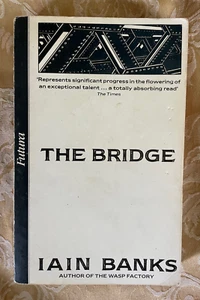 'Represents significant progress in the flowering of
an exceptional talent ... a totally absorbing read'
The Times
Futura
THE BRIDGE
IAIN BANKS
AUTHOR OF THE WASP FACTORY